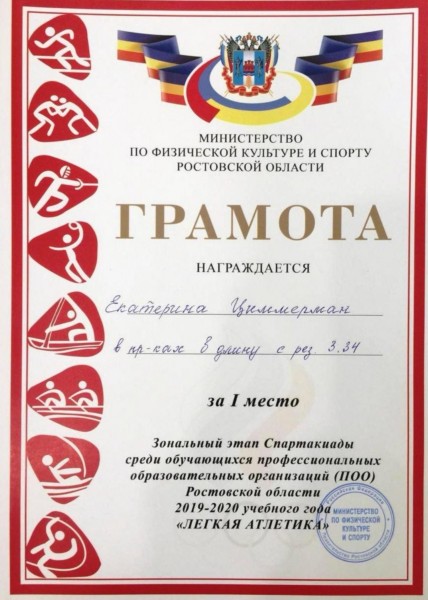 МИНИСТЕРСТВО
ПО ФИЗИЧЕСКОЙ КУЛЬТУРЕ И СПОРТУ
РОСТОВСКОЙ ОБЛАСТИ
ГРАМОТА
НАГРАЖДАЕТСЯ
Екатерина Циммерман
в пр-ках в длину с рез. 3.34
за I место
Зональный этап Спартакиады
среди обучающихся профессиональных
образовательных организаций (ПОО)
Ростовской области
2019-2020 учебного года
«ЛЕГКАЯ АТЛЕТИКА»
МИНИСТЕРСТВО
ПО ФИЗИЧЕСКОЙ
КУЛЬТУРЕ
И СПОРТУ